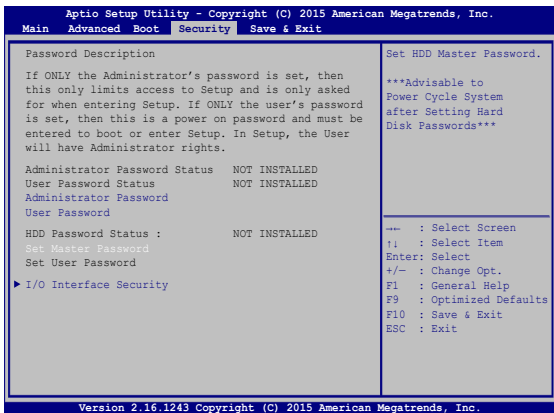 Aptio Setup Utility - Copyright (C) 2015 American Megatrends, Inc.
Main Advanced Boot Security Save & Exit
Password Description
If ONLY the Administrator's password is set, then
this only limits access to Setup and is only asked
for when entering Setup. If ONLY the user's password
is set, then this is a power on password and must be
entered to boot or enter Setup. In Setup, the User
will have Administrator rights.
Administrator Password Status NOT INSTALLED
User Password Status NOT INSTALLED
Administrator Password
User Password
HDD Password Status : NOT INSTALLED
Set Master Password
Set User Password
I/O Interface Security
Set HDD Master Password.
***Advisable to
Power Cycle System
after Setting Hard
Disk Passwords***
→← : Select Screen
↑↓ : Select Item
Enter: Select
+/— : Change Opt.
F1 : General Help
F9 : Optimized Defaults
F10 : Save & Exit
ESC : Exit
Version 2.16.1243 Copyright (C) 2015 American Megatrends, Inc.